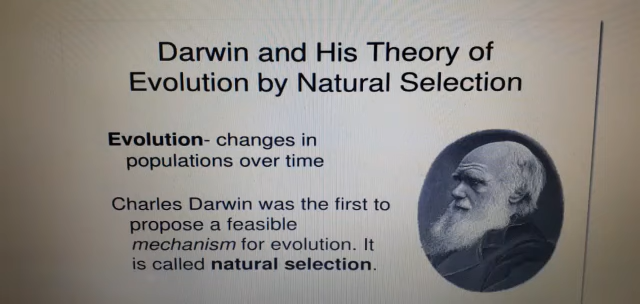 Darwin and His Theory of
Evolution by Natural Selection
Evolution- changes in
populations over time
Charles Darwin was the first to
propose a feasible
mechanism for evolution. It
is called natural selection.